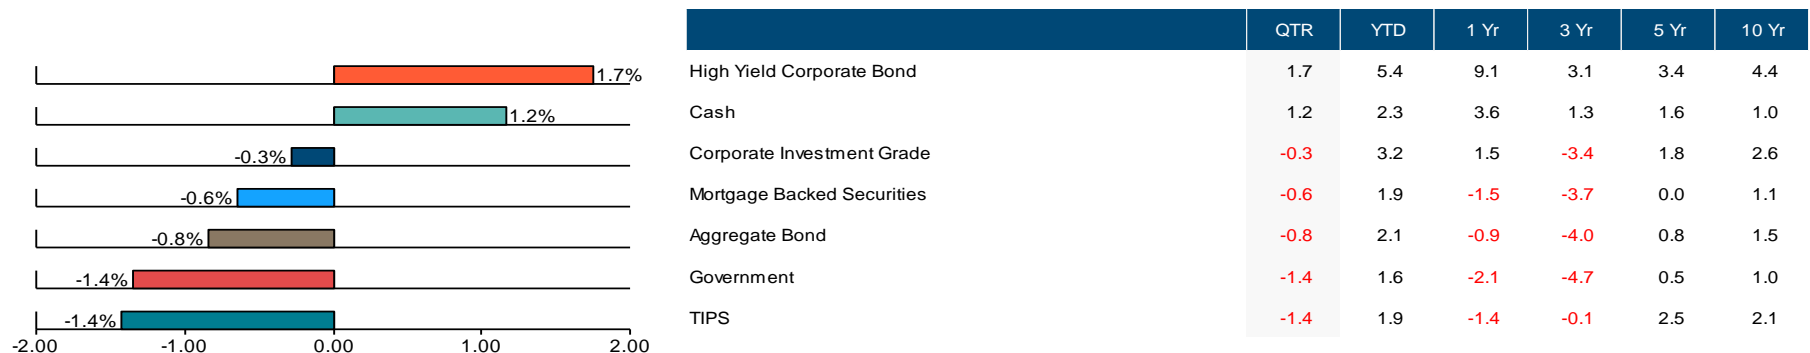 QTR YTD 1 Yr 3 Yr 5 Yr 10 Yr
1.7% High Yield Corporate Bond 1.7 5.4 9.1 3.1 3.4 4.4
1.2% Cash 1.2 2.3 3.6 1.3 1.6 1.0
-0.3% Corporate Investment Grade -0.3 3.2 1.5 -3.4 1.8 2.6
-0.6% Mortgage Backed Securities -0.6 1.9 -1.5 -3.7 0.0 1.1
-0.8% Aggregate Bond -0.8 2.1 -0.9 -4.0 0.8 1.5
-1.4% Government -1.4 1.6 -2.1 -4.7 0.5 1.0
-1.4% TIPS -1.4 1.9 -1.4 -0.1 2.5 2.1
-2.00 -1.00 0.00 1.00 2.00